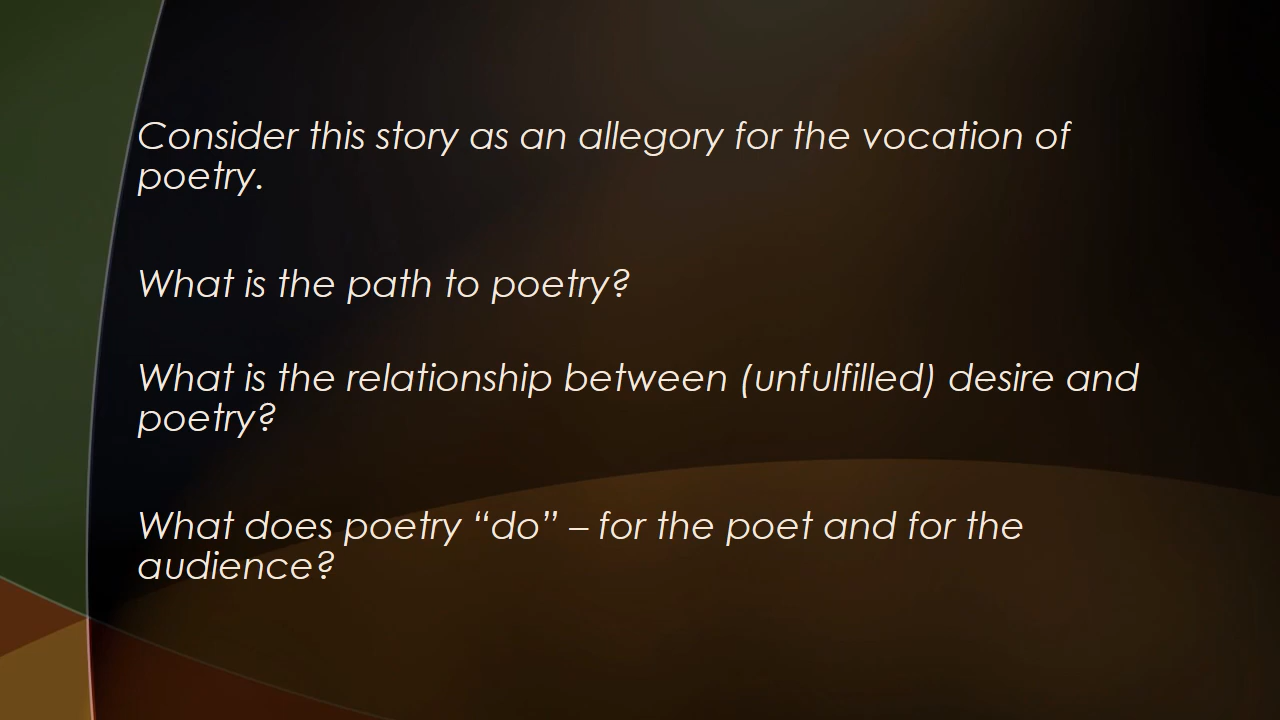 Consider this story as an allegory for the vocation of
poetry.
What is the path to poetry?
What is the relationship between (unfulfilled) desire and
poetry?
What does poetry “do” – for the poet and for the
audience?